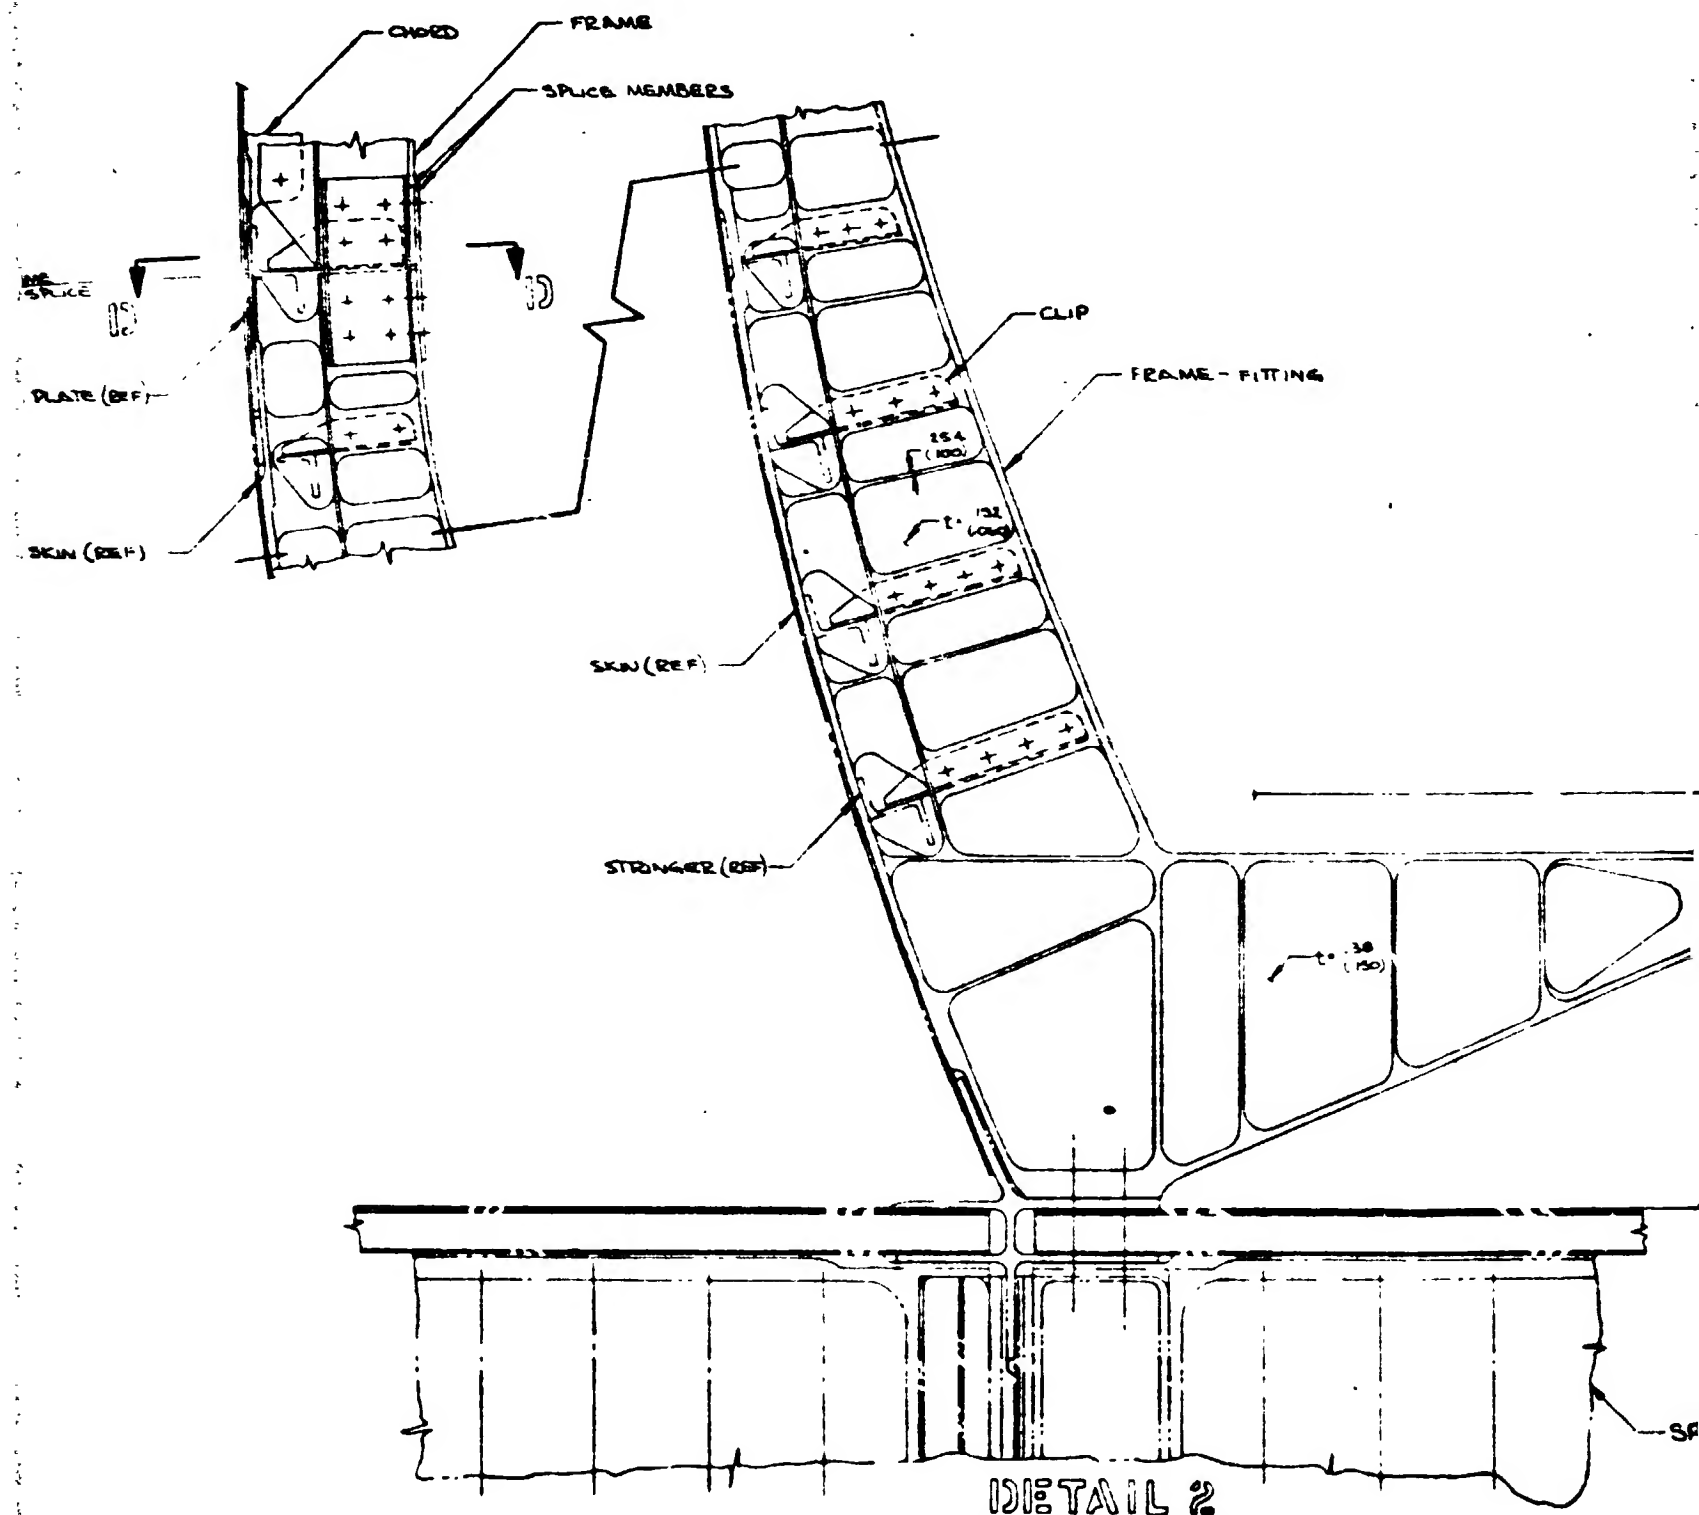 CHORD
FRAME
SPLICE MEMBERS
SPLICE
D
D
PLATE (REF)
SKIN (REF)
CLIP
FRAME - FITTING
.254
(.100)
SKIN (REF)
STRINGER (REF)
t= .38
(.150)
DETAIL 2